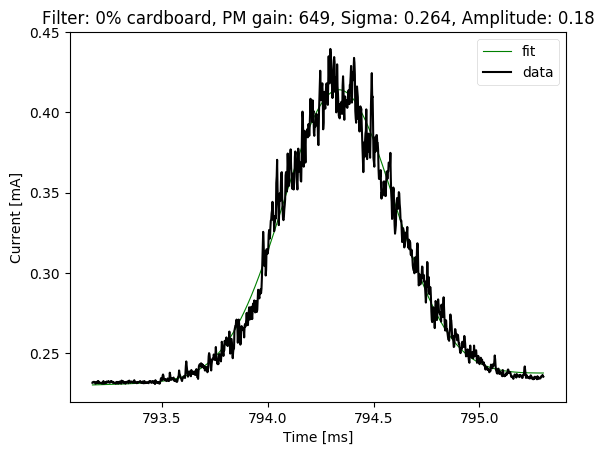 Filter: 0% cardboard, PM gain: 649, Sigma: 0.264, Amplitude: 0.18
fit
data
0.45
0.40
0.35
0.30
0.25
Current [mA]
793.5 794.0 794.5 795.0
Time [ms]